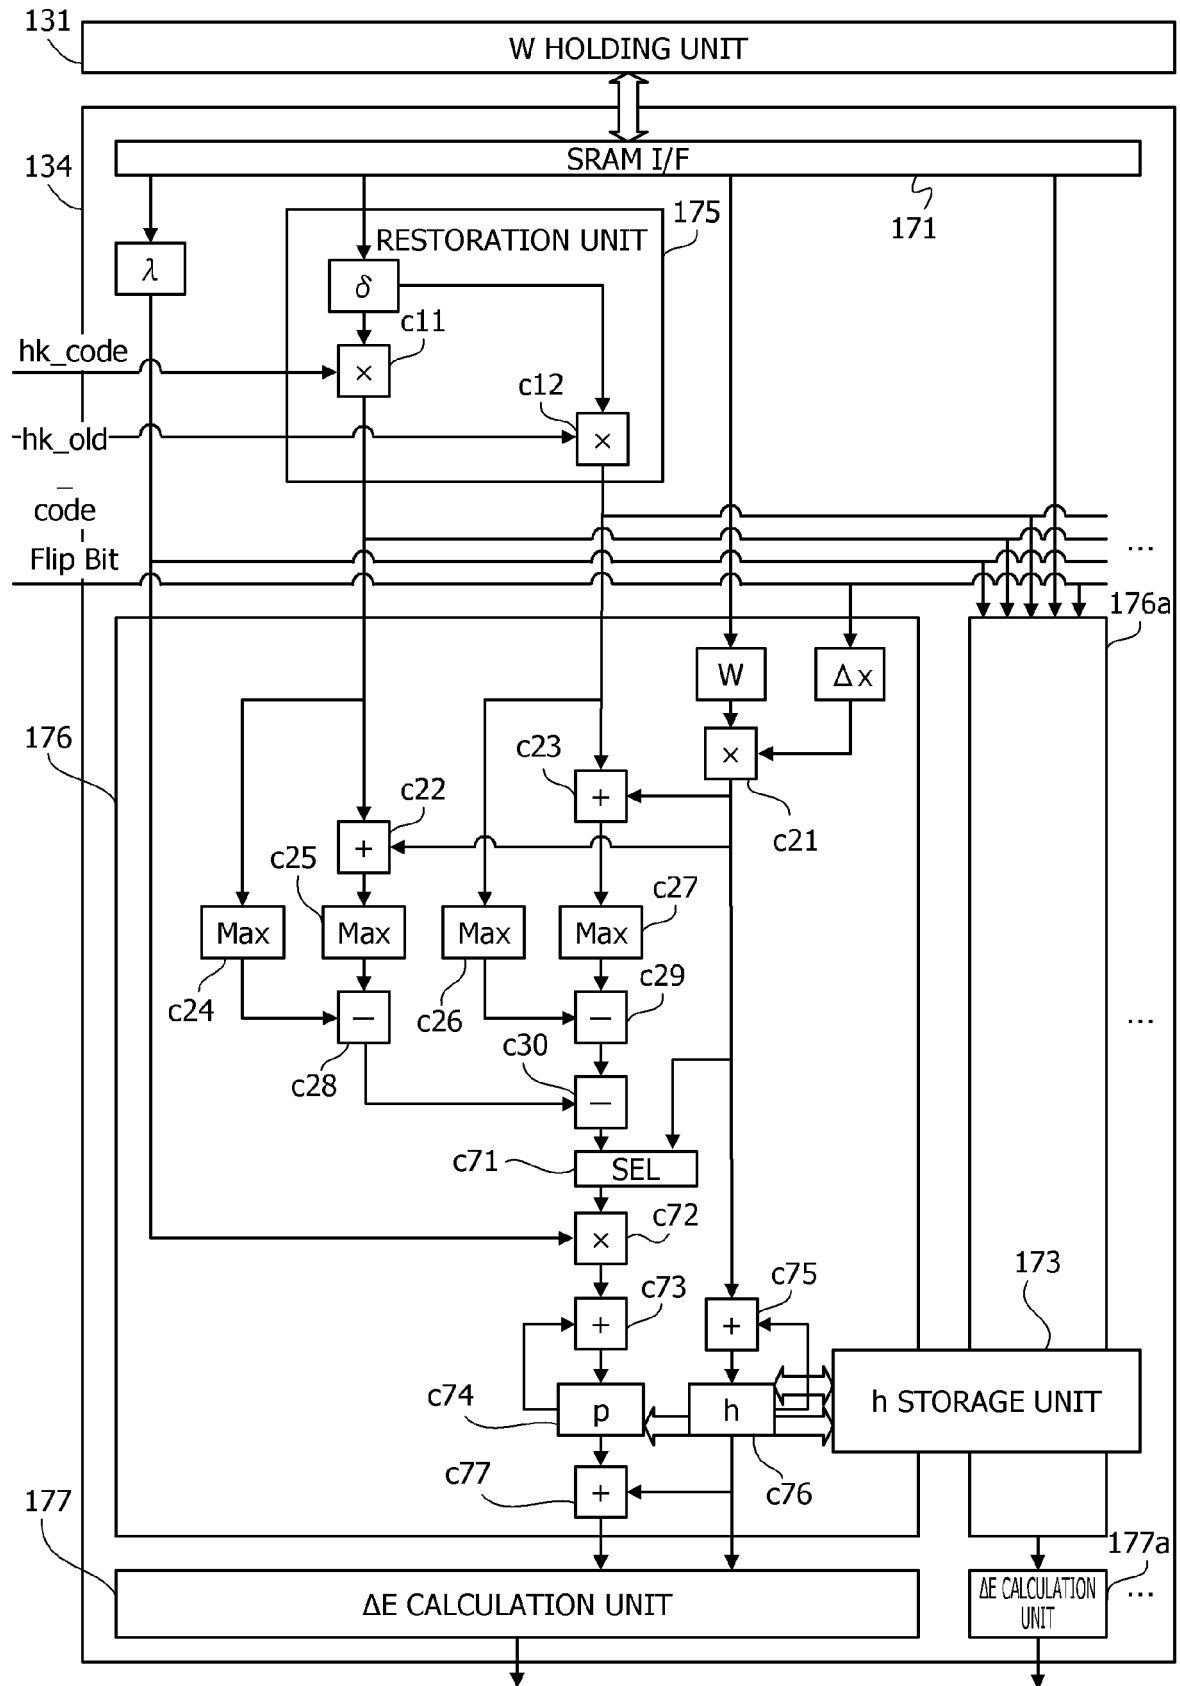 131
W HOLDING UNIT
134
SRAM I/F
171
175
RESTORATION UNIT
λ
δ
c11
hk_code
×
c12
hk_old
×
_
code
Flip Bit
...
176a
W
Δx
176
c23
×
c22
+
c21
+
c25
c27
Max
Max
Max
Max
c24
c26
c29
−
−
...
c28
c30
−
c71
SEL
c72
×
c73
c75
173
+
+
c74
p
h
h STORAGE UNIT
c77
c76
177
+
177a
ΔE CALCULATION UNIT
ΔE CALCULATION
UNIT
...